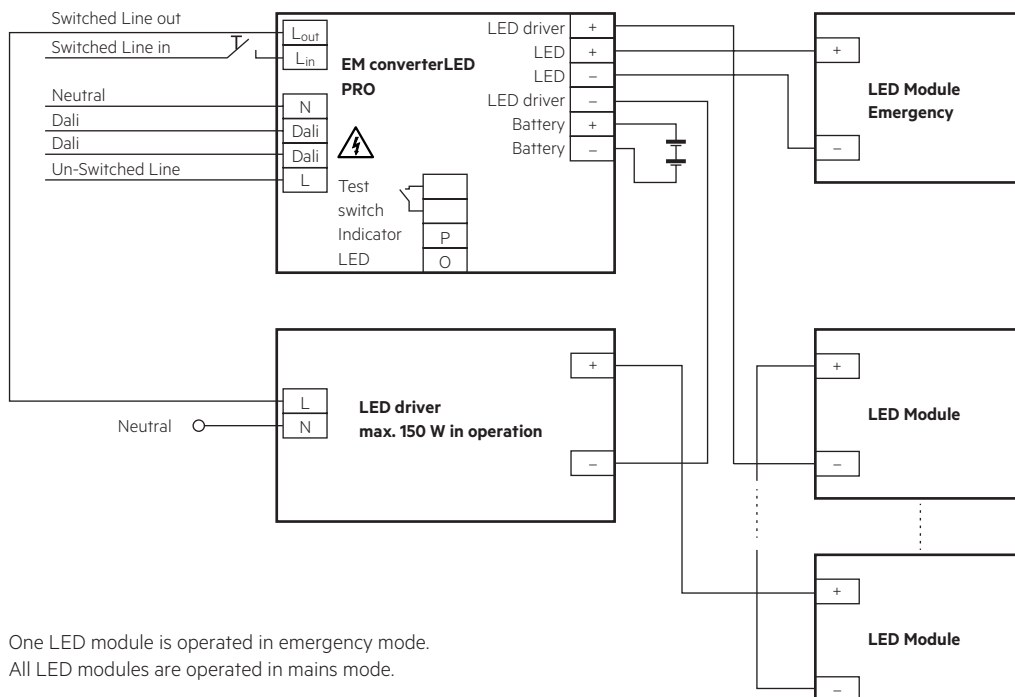 Switched Line out
Switched Line in
Neutral
Dali
Dali
Un-Switched Line
Lout
Lin
N
Dali
Dali
L
EM converterLED
PRO
Test
switch
Indicator
LED
P
O
LED driver +
LED +
LED –
LED driver –
Battery +
Battery –
+
–
LED Module
Emergency
Neutral
L
N
LED driver
max. 150 W in operation
+
–
+
–
LED Module
+
–
LED Module
One LED module is operated in emergency mode.
All LED modules are operated in mains mode.